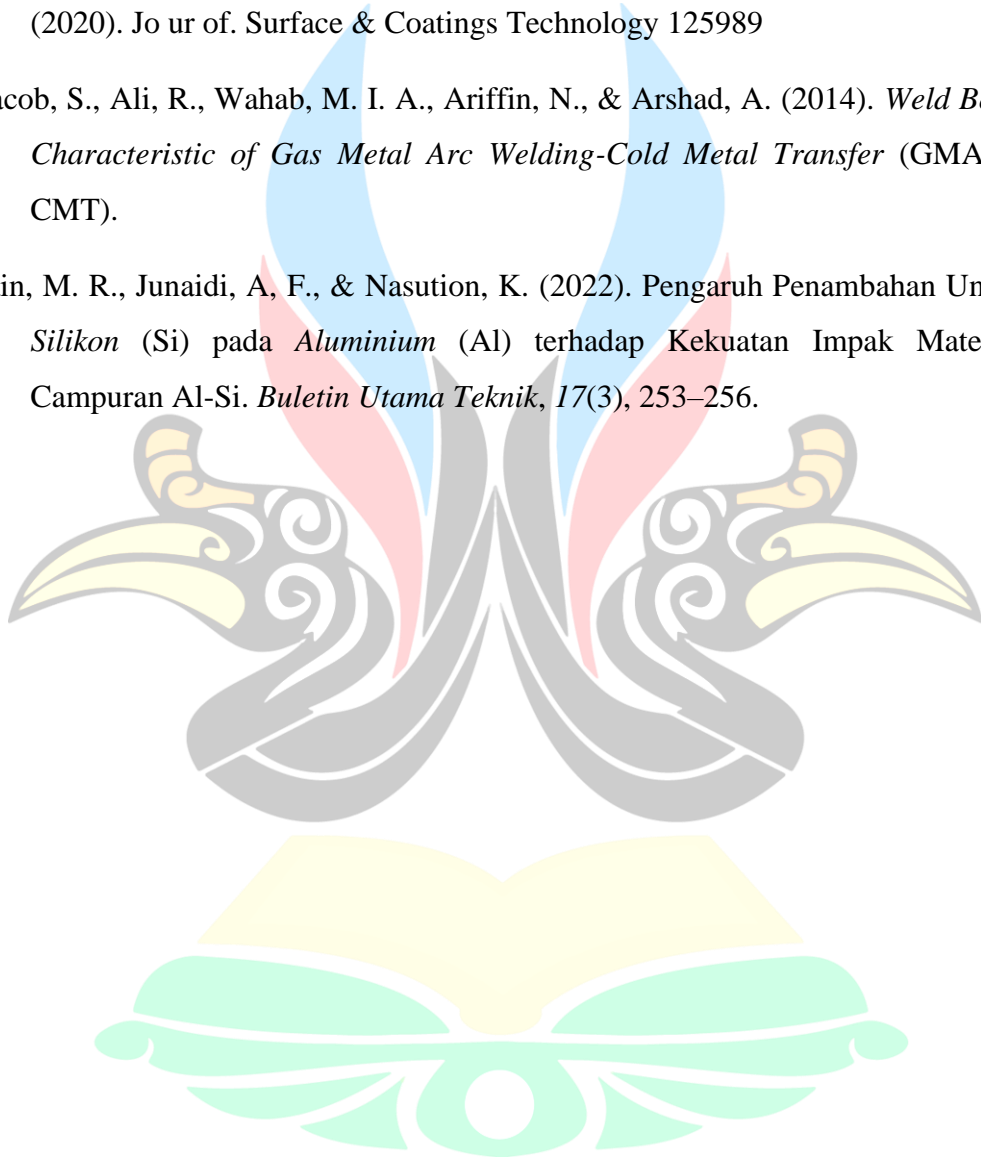 (2020). Jo ur of. Surface & Coatings Technology 125989
acob, S., Ali, R., Wahab, M. I. A., Ariffin, N., & Arshad, A. (2014). Weld B
Characteristic of Gas Metal Arc Welding-Cold Metal Transfer (GMA
CMT).
in, M. R., Junaidi, A, F., & Nasution, K. (2022). Pengaruh Penambahan Un
Silikon (Si) pada Aluminium (Al) terhadap Kekuatan Impak Mate
Campuran Al-Si. Buletin Utama Teknik, 17(3), 253–256.